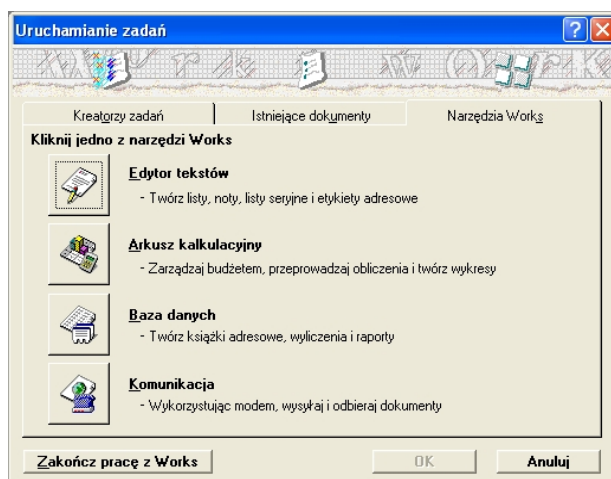 Uruchamianie zadań
Kreatorzy zadań
Istniejące dokumenty
Narzędzia Works
Kliknij jedno z narzędzi Works
Edytor tekstów
- Twórz listy, noty, listy seryjne i etykiety adresowe
Arkusz kalkulacyjny
- Zarządzaj budżetem, przeprowadzaj obliczenia i twórz wykresy
Baza danych
- Twórz książki adresowe, wyliczenia i raporty
Komunikacja
- Wykorzystując modem, wysyłaj i odbieraj dokumenty
Zakończ pracę z Works
OK
Anuluj